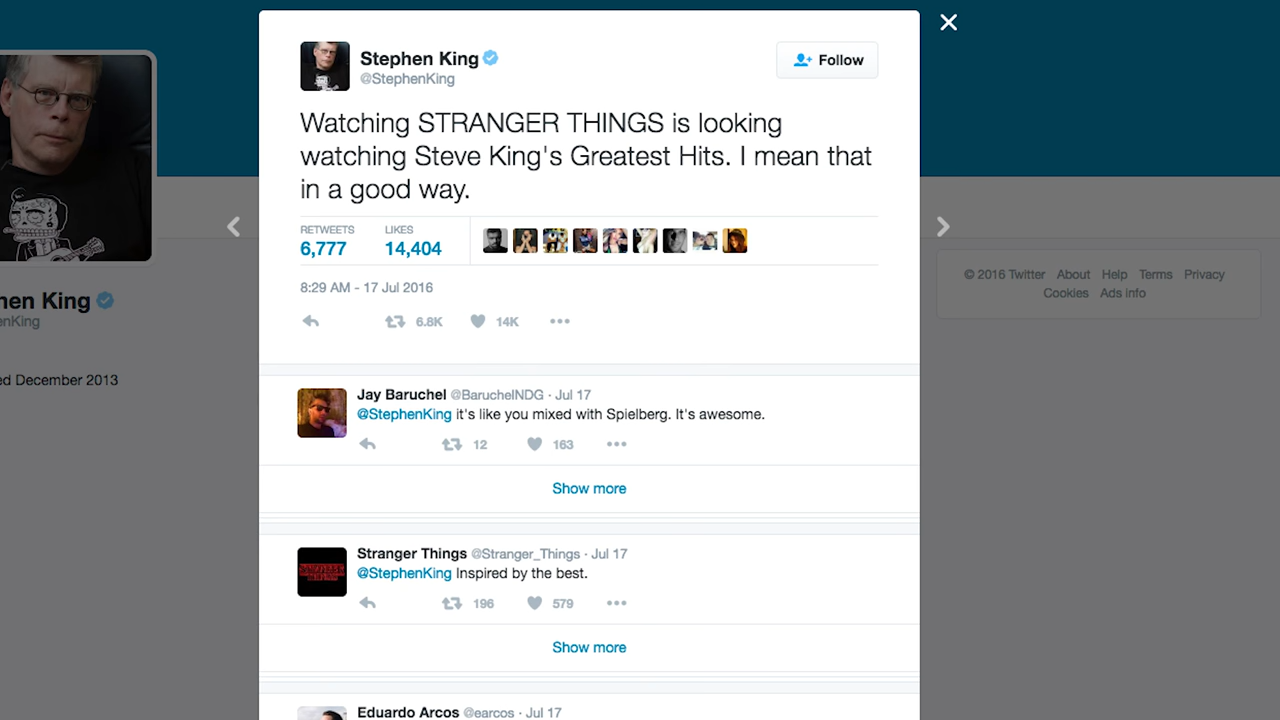 Stephen King
@StephenKing
Follow
Watching STRANGER THINGS is looking
watching Steve King's Greatest Hits. I mean that
in a good way.
RETWEETS LIKES
6,777 14,404
8:29 AM - 17 Jul 2016
6.8K 14K
Jay Baruchel @BaruchelNDG · Jul 17
@StephenKing it's like you mixed with Spielberg. It's awesome.
12 163
Show more
Stranger Things @Stranger_Things · Jul 17
@StephenKing Inspired by the best.
196 579
Show more
Eduardo Arcos @earcos · Jul 17
hen King
enKing
ed December 2013
© 2016 Twitter About Help Terms Privacy
Cookies Ads info